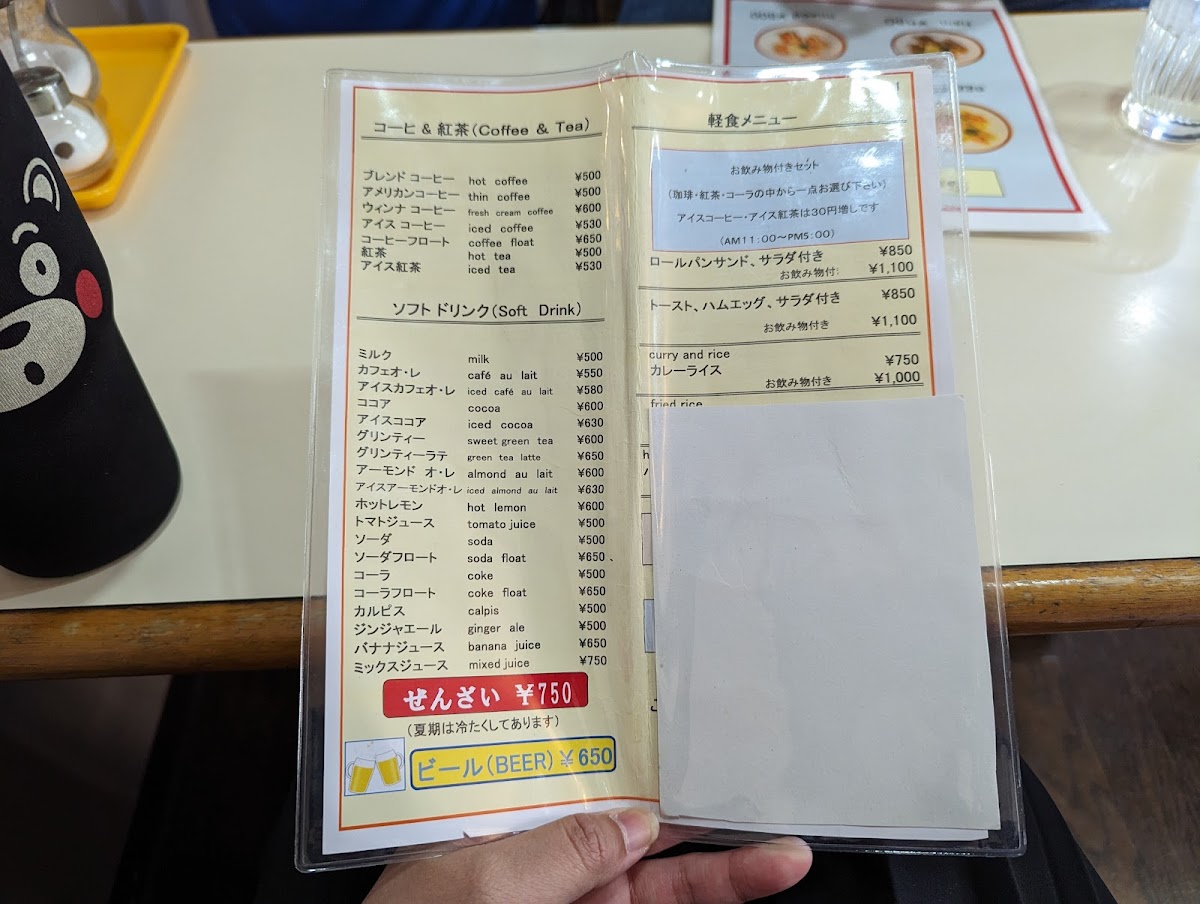 コーヒ & 紅茶(Coffee & Tea)
ブレンド コーヒー hot coffee ¥500
アメリカンコーヒー thin coffee ¥500
ウィンナ コーヒー fresh cream coffee ¥600
アイス コーヒー iced coffee ¥530
コーヒーフロート coffee float ¥650
紅茶 hot tea ¥500
アイス紅茶 iced tea ¥530
ソフトドリンク(Soft Drink)
ミルク milk ¥500
カフェオ・レ café au lait ¥550
アイスカフェオ・レ iced café au lait ¥580
ココア cocoa ¥600
アイスココア iced cocoa ¥630
グリンティー sweet green tea ¥600
グリンティーラテ green tea latte ¥650
アーモンド オ・レ almond au lait ¥600
アイスアーモンドオ・レ iced almond au lait ¥630
ホットレモン hot lemon ¥600
トマトジュース tomato juice ¥500
ソーダ soda ¥500
ソーダフロート soda float ¥650
コーラ coke ¥500
コーラフロート coke float ¥650
カルピス calpis ¥500
ジンジャエール ginger ale ¥500
バナナジュース banana juice ¥650
ミックスジュース mixed juice ¥750
ぜんざい ¥750
(夏期は冷たくしてあります)
ビール(BEER)¥650
軽食メニュー
お飲み物付きセット
(珈琲・紅茶・コーラの中から一点お選び下さい)
アイスコーヒー・アイス紅茶は30円増しです
(AM11:00〜PM5:00)
ロールパンサンド、サラダ付き ¥850
お飲み物付 ¥1,100
トースト、ハムエッグ、サラダ付き ¥850
お飲み物付き ¥1,100
curry and rice
カレーライス ¥750
お飲み物付き ¥1,000
fried rice